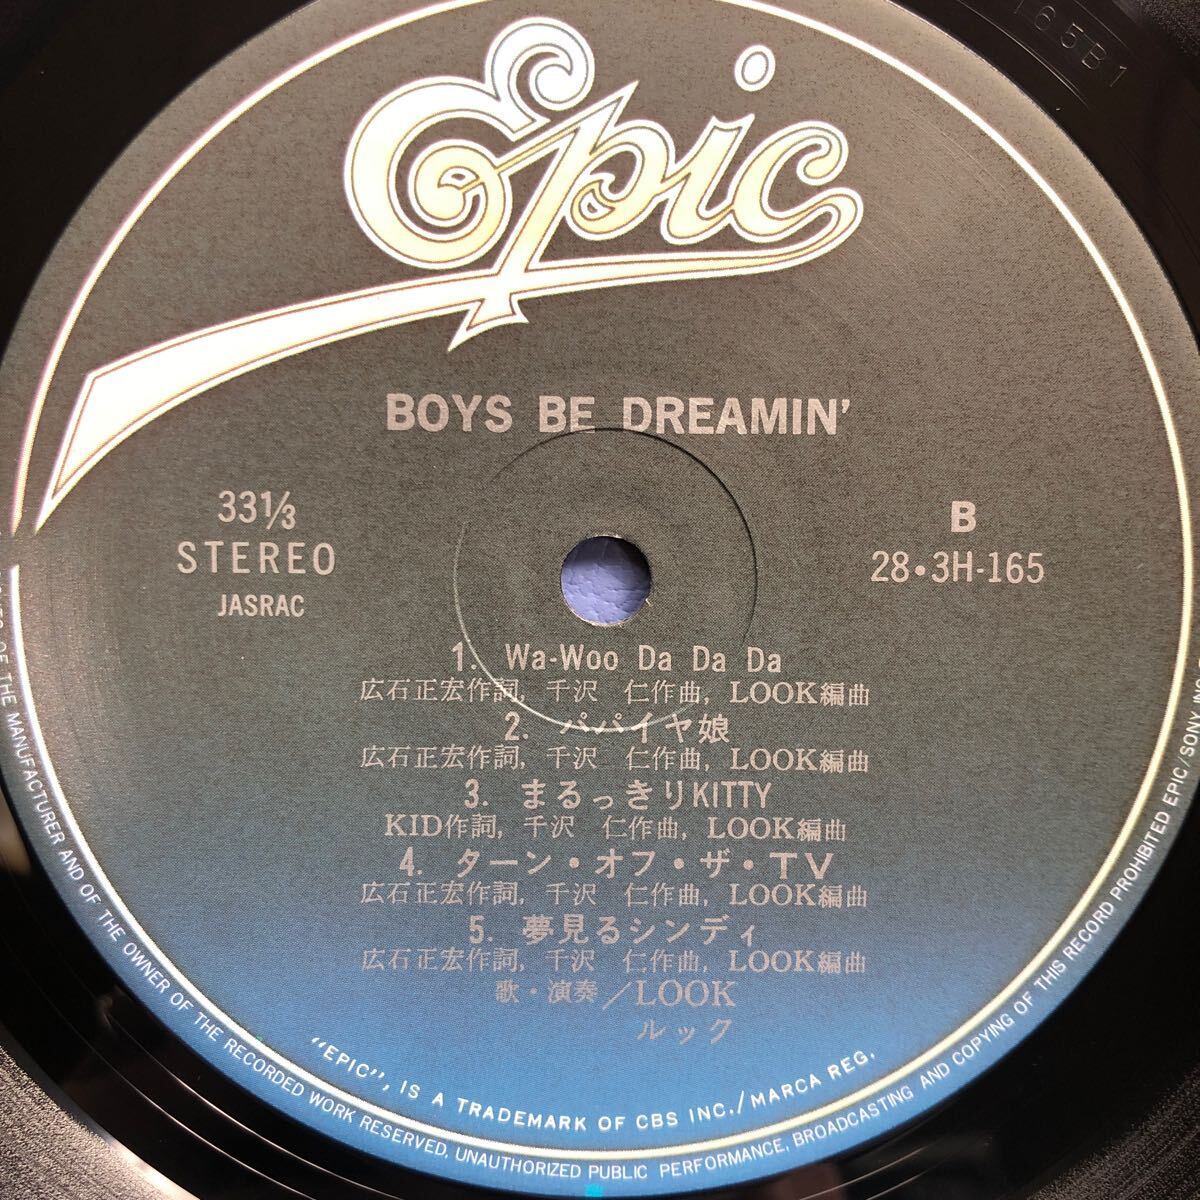 65B1
Epic
BOYS BE DREAMIN'
33⅓
STEREO
JASRAC
B
28・3H-165
1. Wa-Woo Da Da Da
広石正宏作詞, 千沢 仁作曲, LOOK編曲
2. パパイヤ娘
広石正宏作詞, 千沢 仁作曲, LOOK編曲
3. まるっきりKITTY
KID作詞, 千沢 仁作曲, LOOK編曲
4. ターン・オフ・ザ・TV
広石正宏作詞, 千沢 仁作曲, LOOK編曲
5. 夢見るシンディ
広石正宏作詞, 千沢 仁作曲, LOOK編曲
歌・演奏/LOOK
ルック
"EPIC", IS A TRADEMARK OF CBS INC./MARCA REG.
OF THE MANUFACTURER AND OF THE OWNER OF THE RECORDED WORK RESERVED, UNAUTHORIZED PUBLIC PERFORMANCE, BROADCASTING AND COPYING OF THIS RECORD PROHIBITED EPIC/SONY INC.